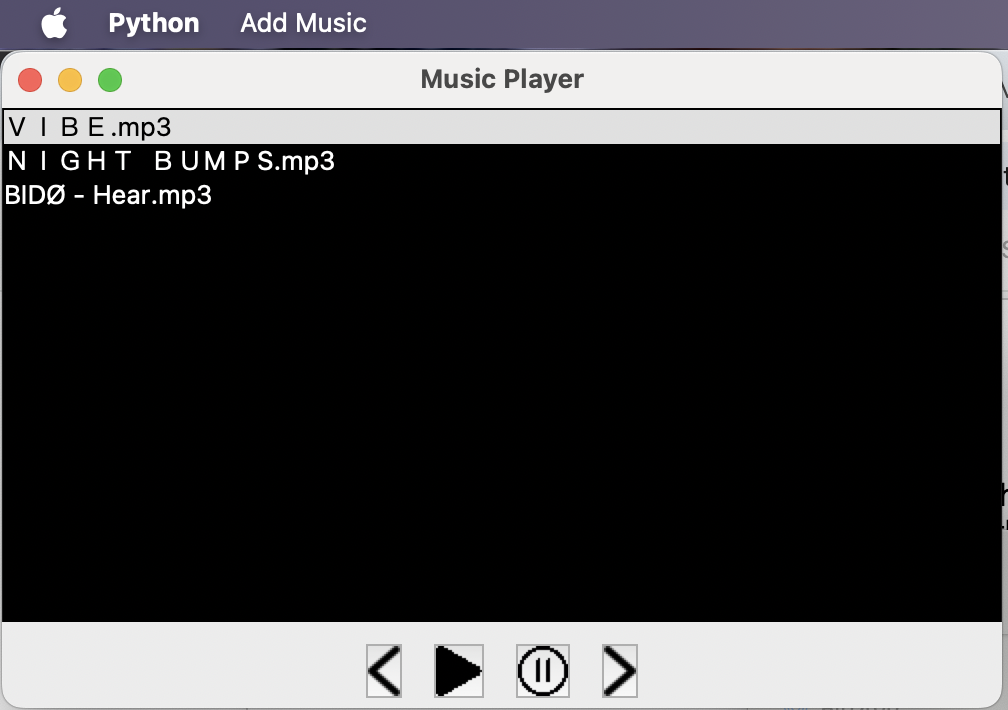 Python Add Music
Music Player
V I B E.mp3
N I G H T  B U M P S.mp3
BIDØ - Hear.mp3